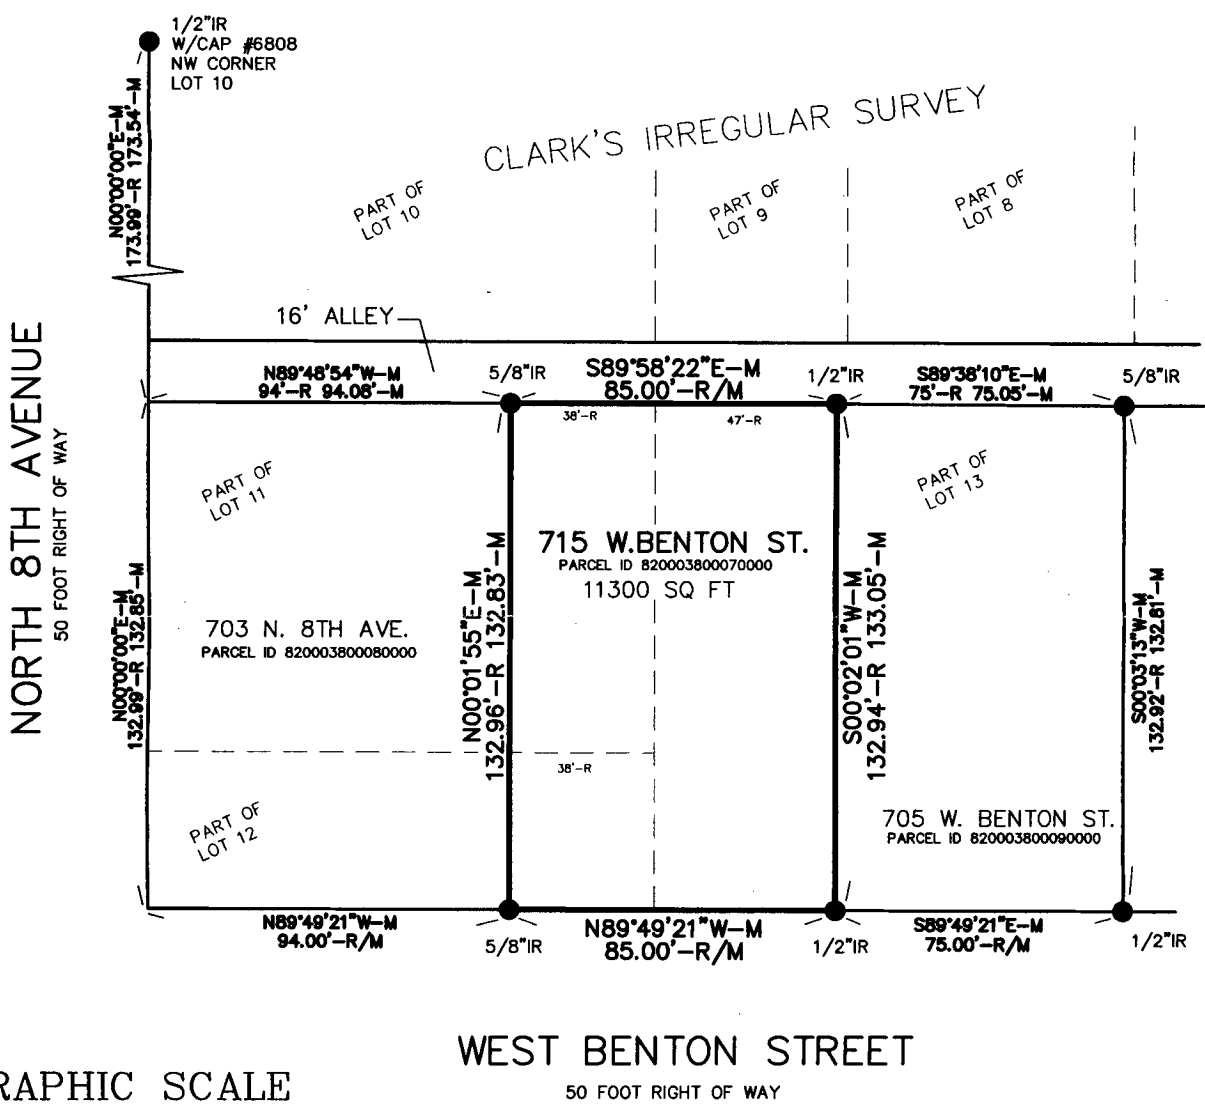 1/2"IR
W/CAP #6808
NW CORNER
LOT 10
N00°00'00"E-M
173.99'-R 173.54'-M
CLARK'S IRREGULAR SURVEY
PART OF
LOT 10
PART OF
LOT 9
PART OF
LOT 8
16' ALLEY
N89°48'54"W-M
94'-R 94.08'-M
5/8"IR
S89°58'22"E-M
85.00'-R/M
1/2"IR
S89°38'10"E-M
75'-R 75.05'-M
5/8"IR
38'-R
47'-R
NORTH 8TH AVENUE
50 FOOT RIGHT OF WAY
PART OF
LOT 11
PART OF
LOT 13
715 W.BENTON ST.
PARCEL ID 820003800070000
11300 SQ FT
N00°00'00"E-M
132.99'-R 132.85'-M
703 N. 8TH AVE.
PARCEL ID 820003800080000
N00°01'55"E-M
132.96'-R 132.83'-M
S00°02'01"W-M
132.94'-R 133.05'-M
S00°03'13"W-M
132.92'-R 132.81'-M
38'-R
PART OF
LOT 12
705 W. BENTON ST.
PARCEL ID 820003800090000
N89°49'21"W-M
94.00'-R/M
5/8"IR
N89°49'21"W-M
85.00'-R/M
1/2"IR
S89°49'21"E-M
75.00'-R/M
1/2"IR
WEST BENTON STREET
50 FOOT RIGHT OF WAY
RAPHIC SCALE